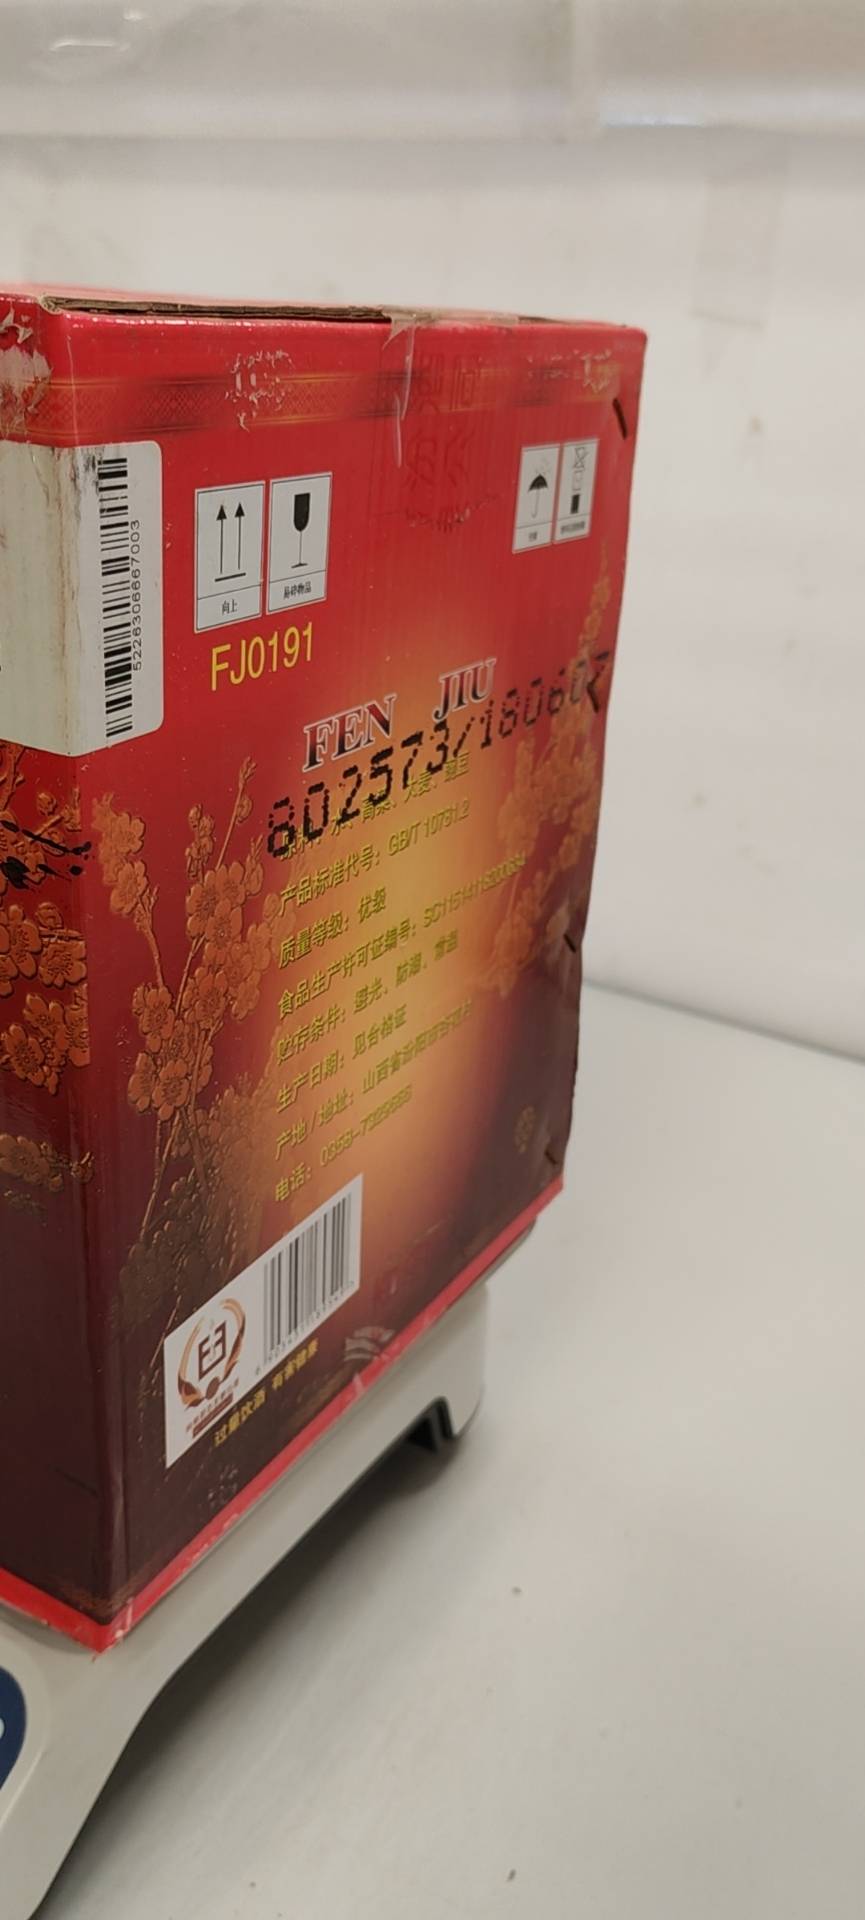 5226306667003
向上
易碎物品
FJ0191
FEN JIU
802573/180607
原料：水、高粱、大麦、豌豆
产品标准代号：GB/T 10781.2
质量等级：优级
食品生产许可证编号：
贮存条件：避光、防潮、常温
生产日期：见合格证
产地/地址：山西省汾阳市杏花村
电话：0358-
过量饮酒 有害健康